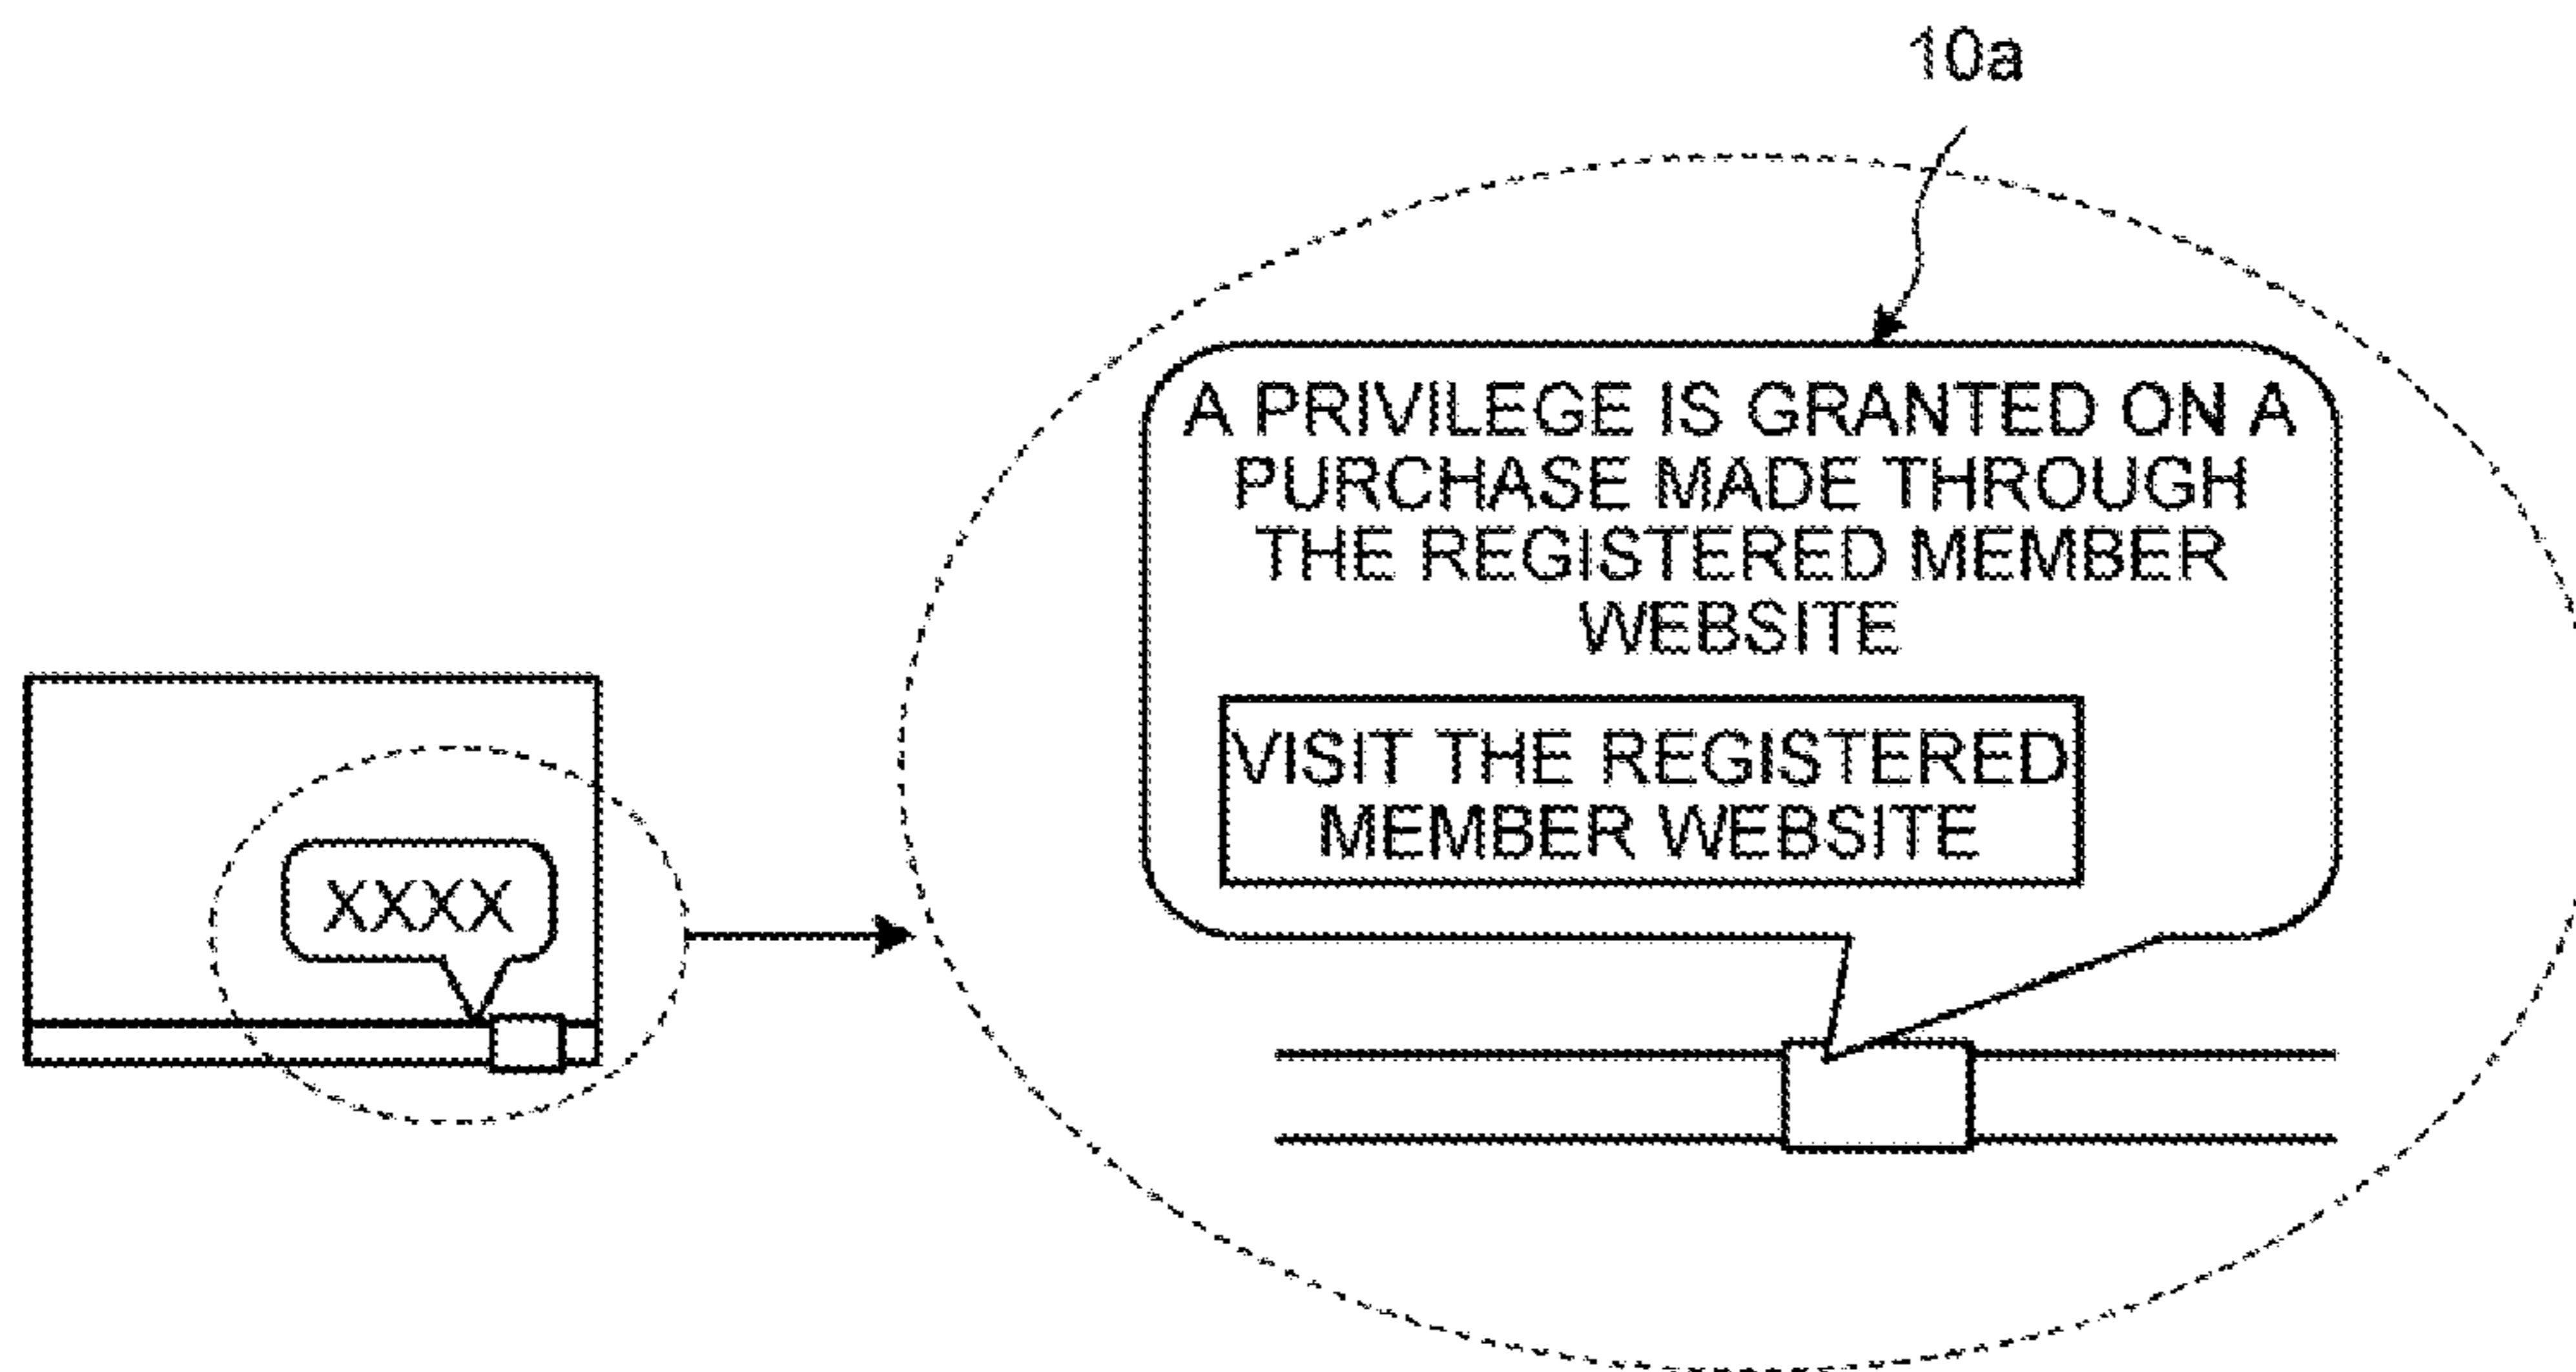 10a
A PRIVILEGE IS GRANTED ON A
PURCHASE MADE THROUGH
THE REGISTERED MEMBER
WEBSITE
VISIT THE REGISTERED
MEMBER WEBSITE
XXXX